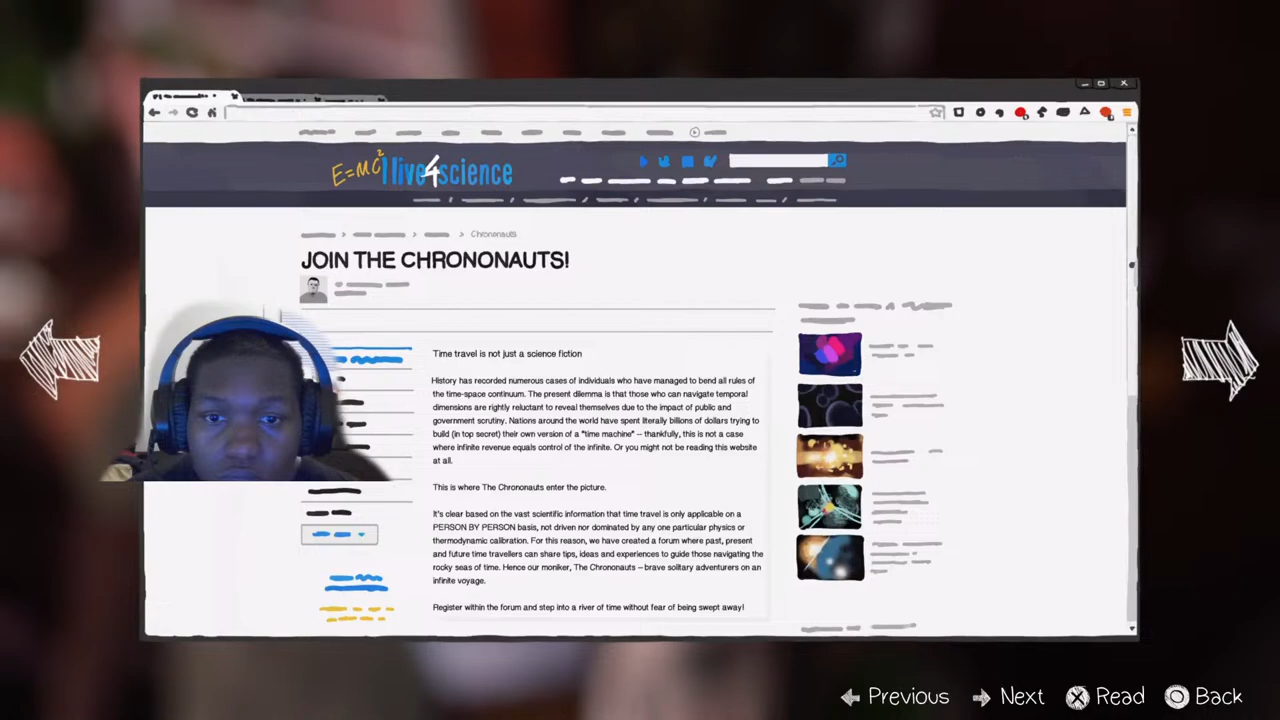 E=MC² I live4science
Chrononauts
JOIN THE CHRONONAUTS!
Time travel is not just a science fiction
History has recorded numerous cases of individuals who have managed to bend all rules of
the time-space continuum. The present dilemma is that those who can navigate temporal
dimensions are rightly reluctant to reveal themselves due to the impact of public and
government scrutiny. Nations around the world have spent literally billions of dollars trying to
build (in top secret) their own version of a "time machine" – thankfully, this is not a case
where infinite revenue equals control of the infinite. Or you might not be reading this website
at all.
This is where The Chrononauts enter the picture.
It's clear based on the vast scientific information that time travel is only applicable on a
PERSON BY PERSON basis, not driven nor dominated by any one particular physics or
thermodynamic calibration. For this reason, we have created a forum where past, present
and future time travellers can share tips, ideas and experiences to guide those navigating the
rocky seas of time. Hence our moniker, The Chrononauts – brave solitary adventurers on an
infinite voyage.
Register within the forum and step into a river of time without fear of being swept away!
Previous Next Read Back